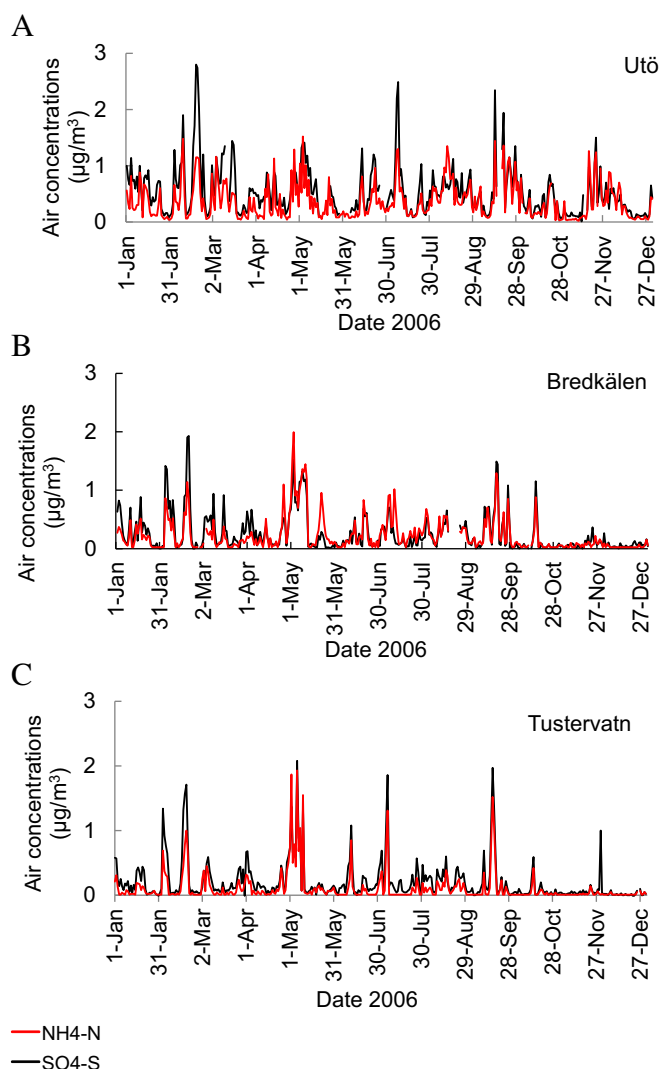 A
Air concentrations
(µg/m³)
3
2
1
0
Utö
1-Jan
31-Jan
2-Mar
1-Apr
1-May
31-May
30-Jun
30-Jul
29-Aug
28-Sep
28-Oct
27-Nov
27-Dec
Date 2006
B
Air concentrations
(µg/m³)
3
2
1
0
Bredkälen
1-Jan
31-Jan
2-Mar
1-Apr
1-May
31-May
30-Jun
30-Jul
29-Aug
28-Sep
28-Oct
27-Nov
27-Dec
Date 2006
C
Air concentrations
(µg/m³)
3
2
1
0
Tustervatn
1-Jan
31-Jan
2-Mar
1-Apr
1-May
31-May
30-Jun
30-Jul
29-Aug
28-Sep
28-Oct
27-Nov
27-Dec
Date 2006
NH4-N
SO4-S